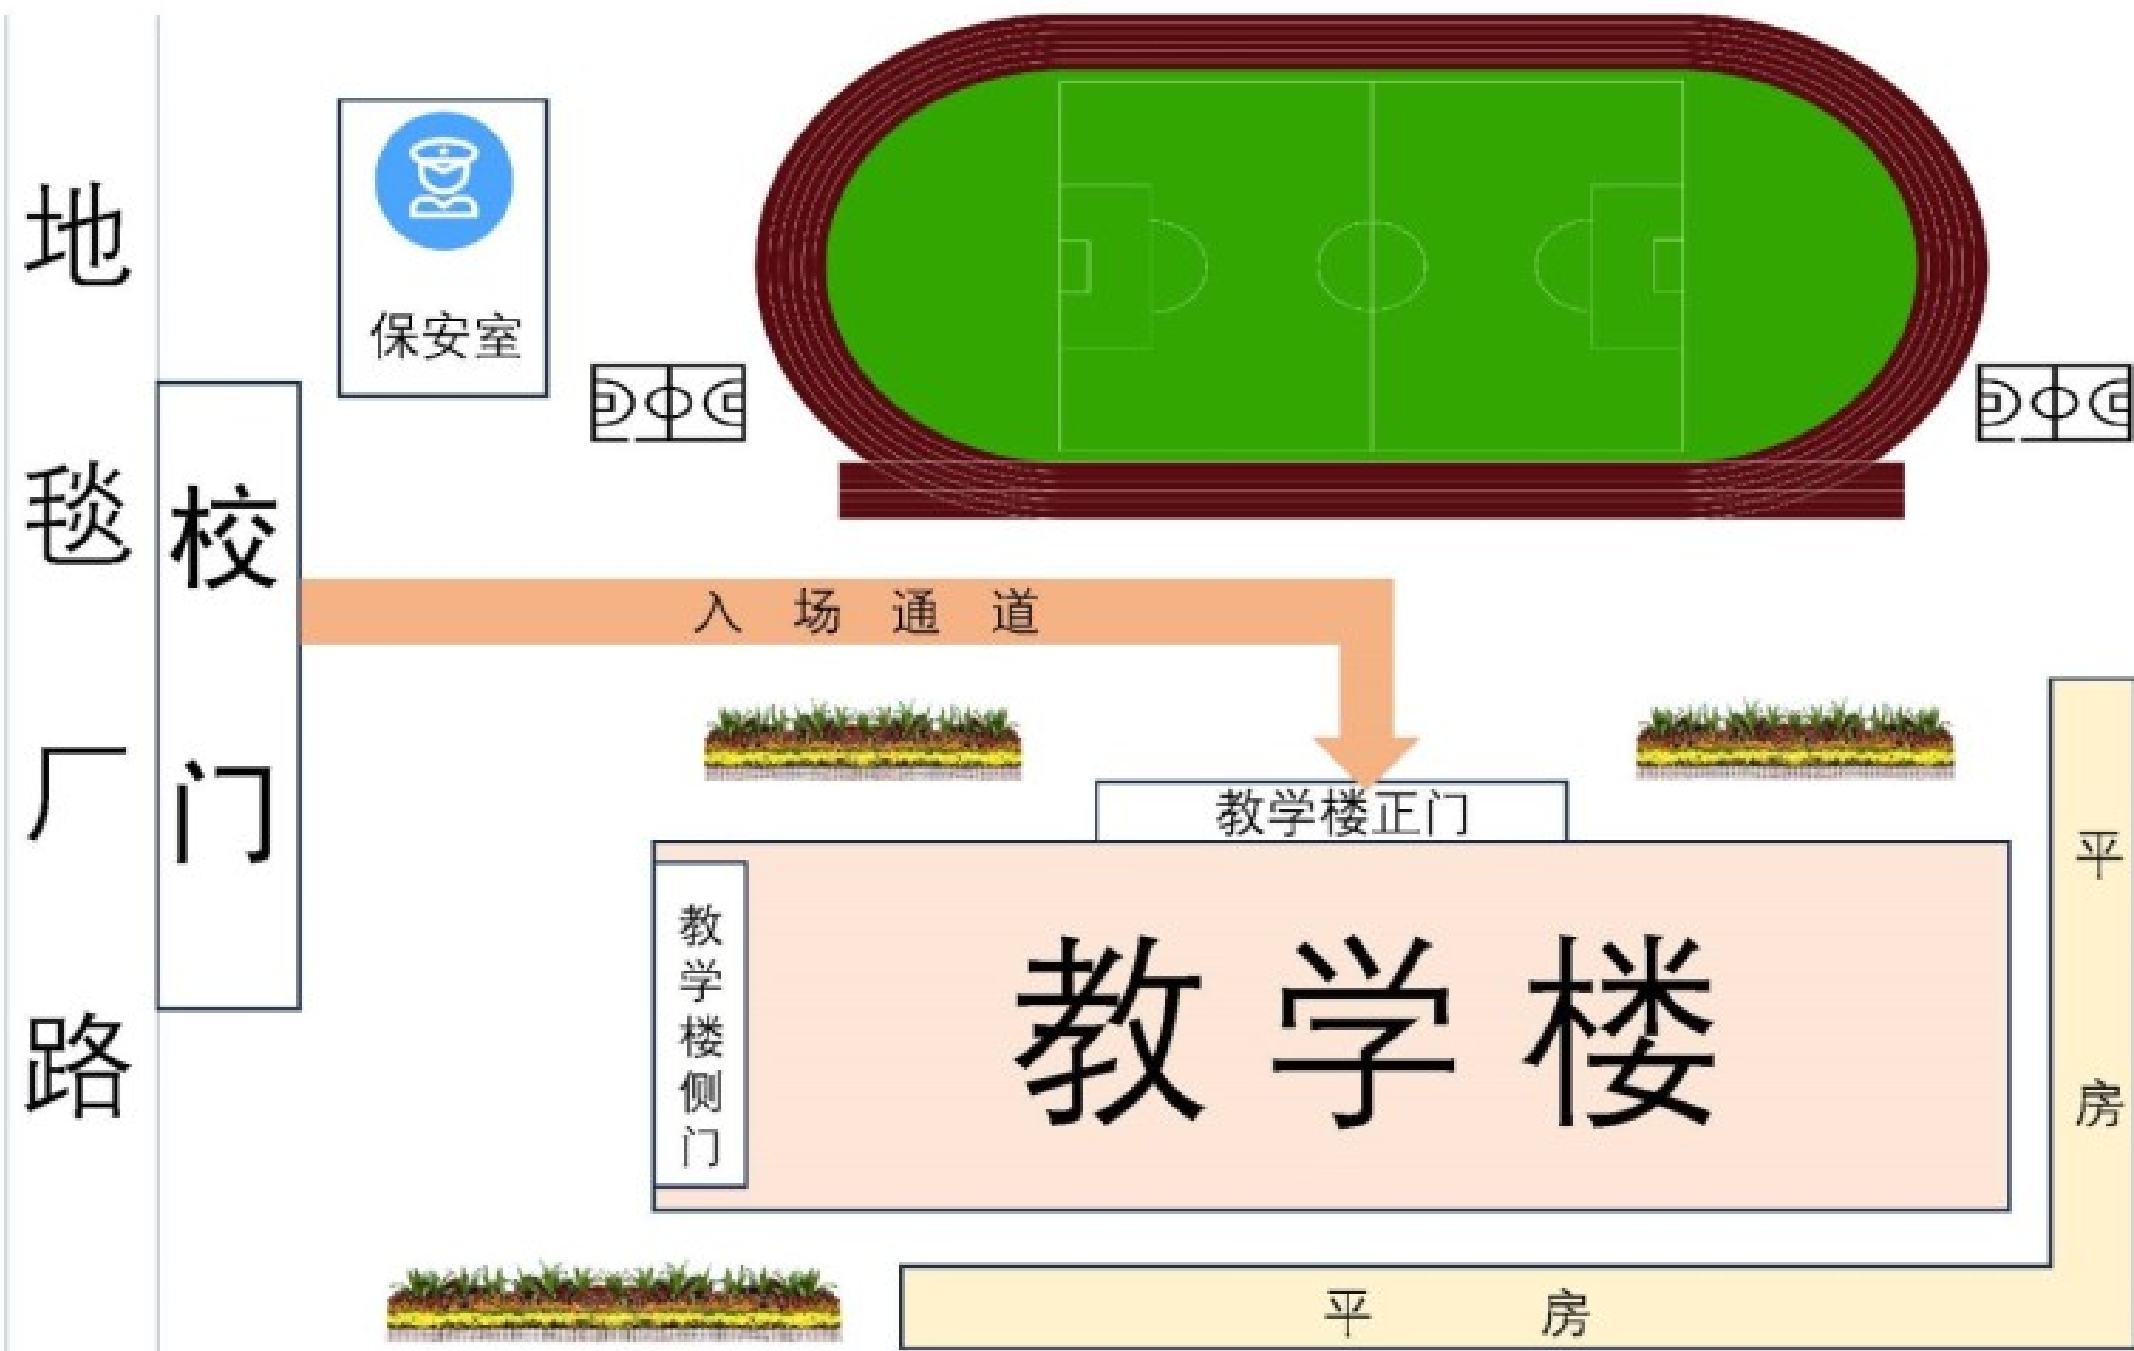 地毯厂路
保安室
校门
入场通道
教学楼正门
教学楼侧门
教学楼
平房
平房